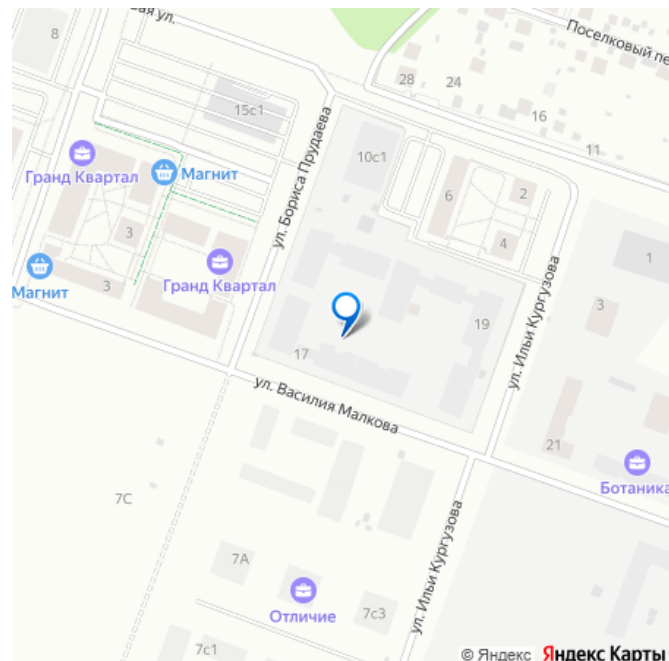 вая ул.
Поселковый пе
8
28
24
15с1
16
ул. Бориса Прудаева
10с1
11
Гранд Квартал
Магнит
6
2
3
4
1
Магнит
3
Гранд Квартал
ул. Ильи Кургузова
3
19
17
ул. Василия Малкова
21
Ботаника
7С
7А
Отличие
7с3
ул. Ильи Кургузова
7с1
© Яндекс Яндекс Карты